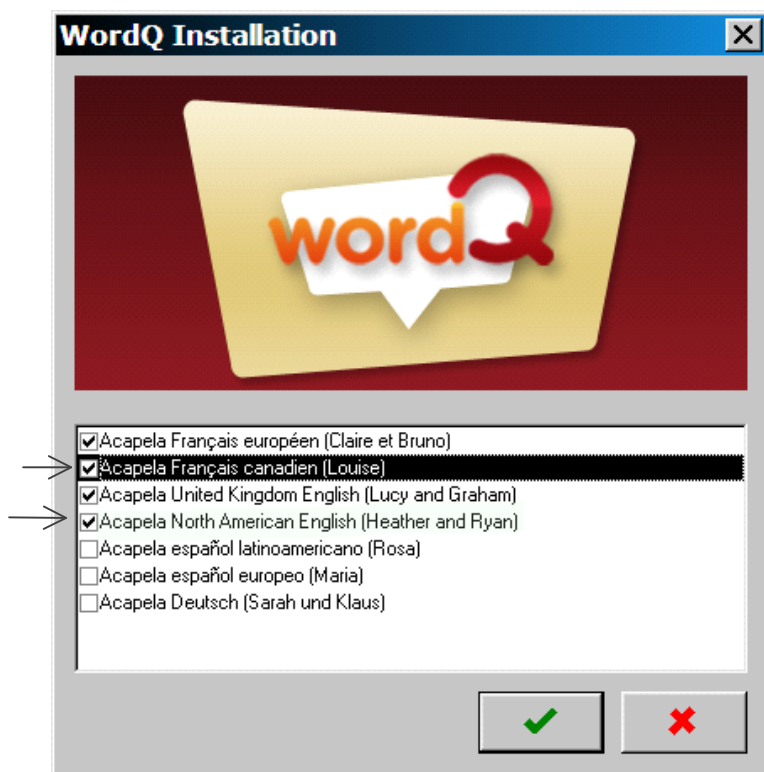 WordQ Installation
wordQ
Acapela Français européen (Claire et Bruno)
Acapela Français canadien (Louise)
Acapela United Kingdom English (Lucy and Graham)
Acapela North American English (Heather and Ryan)
Acapela español latinoamericano (Rosa)
Acapela español europeo (Maria)
Acapela Deutsch (Sarah und Klaus)